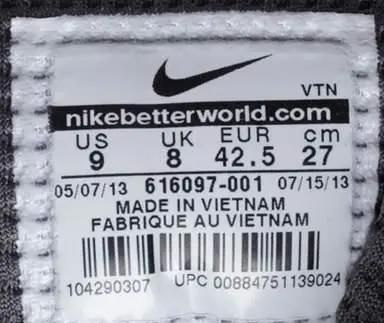 VTN
nikebetterworld.com
US UK EUR cm
9 8 42.5 27
05/07/13 616097-001 07/15/13
MADE IN VIETNAM
FABRIQUE AU VIETNAM
104290307 UPC 00884751139024